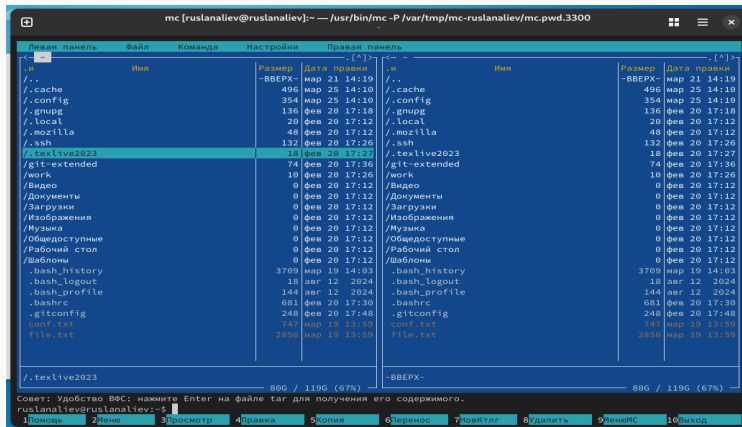 mc [ruslanaliev@ruslanaliev]:~ — /usr/bin/mc -P /var/tmp/mc-ruslanaliev/mc.pwd.3300
Левая панель Файл Команда Настройки Правая панель
<— ~ .[^]> <— ~ .[^]>
.и Имя Размер Дата правки .и Имя Размер Дата правки
/.. -ВВЕРХ- мар 21 14:19 /.. -ВВЕРХ- мар 21 14:19
/.cache 496 мар 25 14:10 /.cache 496 мар 25 14:10
/.config 354 мар 25 14:10 /.config 354 мар 25 14:10
/.gnupg 136 фев 20 17:18 /.gnupg 136 фев 20 17:18
/.local 20 фев 20 17:12 /.local 20 фев 20 17:12
/.mozilla 48 фев 20 17:12 /.mozilla 48 фев 20 17:12
/.ssh 132 фев 20 17:26 /.ssh 132 фев 20 17:26
/.texlive2023 18 фев 20 17:27 /.texlive2023 18 фев 20 17:27
/git-extended 74 фев 20 17:36 /git-extended 74 фев 20 17:36
/work 10 фев 20 17:26 /work 10 фев 20 17:26
/Видео 0 фев 20 17:12 /Видео 0 фев 20 17:12
/Документы 0 фев 20 17:12 /Документы 0 фев 20 17:12
/Загрузки 0 фев 20 17:12 /Загрузки 0 фев 20 17:12
/Изображения 0 фев 20 17:12 /Изображения 0 фев 20 17:12
/Музыка 0 фев 20 17:12 /Музыка 0 фев 20 17:12
/Общедоступные 0 фев 20 17:12 /Общедоступные 0 фев 20 17:12
/Рабочий стол 0 фев 20 17:12 /Рабочий стол 0 фев 20 17:12
/Шаблоны 0 фев 20 17:12 /Шаблоны 0 фев 20 17:12
.bash_history 3709 мар 19 14:03 .bash_history 3709 мар 19 14:03
.bash_logout 18 авг 12 2024 .bash_logout 18 авг 12 2024
.bash_profile 144 авг 12 2024 .bash_profile 144 авг 12 2024
.bashrc 681 фев 20 17:30 .bashrc 681 фев 20 17:30
.gitconfig 248 фев 20 17:48 .gitconfig 248 фев 20 17:48
conf.txt 747 мар 19 13:59 conf.txt 747 мар 19 13:59
file.txt 2856 мар 19 13:59 file.txt 2856 мар 19 13:59
/.texlive2023 -ВВЕРХ-
80G / 119G (67%) 80G / 119G (67%)
Совет: Удобство ВФС: нажмите Enter на файле tar для получения его содержимого.
ruslanaliev@ruslanaliev:~$
1Помощь 2Меню 3Просмотр 4Правка 5Копия 6Перенос 7НовКтлг 8Удалить 9МенюMC 10Выход